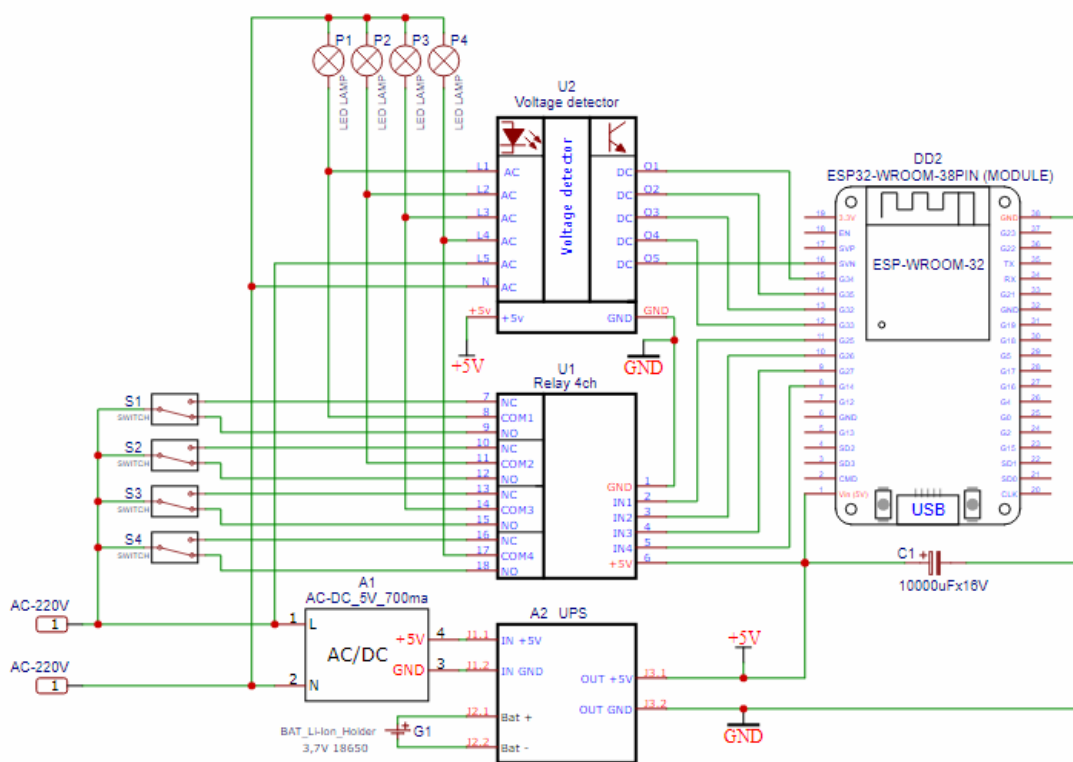 P1 P2 P3 P4
LED LAMP LED LAMP LED LAMP LED LAMP
U2
Voltage detector
Voltage detector
L1 AC DC O1
L2 AC DC O2
L3 AC DC O3
L4 AC DC O4
L5 AC DC O5
N AC
+5v +5v GND GND
+5V
GND
DD2
ESP32-WROOM-38PIN (MODULE)
ESP-WROOM-32
19 3.3V GND 38
18 EN G23 37
17 SVP G22 36
16 SVN TX 35
15 G34 RX 34
14 G35 G21 33
13 G32 GND 32
12 G33 G19 31
11 G25 G18 30
10 G26 G5 29
9 G27 G17 28
8 G14 G16 27
7 G12 G4 26
6 GND G0 25
5 G13 G2 24
4 SD2 G15 23
3 SD3 SD1 22
2 CMD SD0 21
1 Vin (5V) CLK 20
USB
U1
Relay 4ch
S1
SWITCH
S2
SWITCH
S3
SWITCH
S4
SWITCH
7 NC
8 COM1
9 NO
10 NC
11 COM2
12 NO
13 NC
14 COM3
15 NO
16 NC
17 COM4
18 NO
GND 1
IN1 2
IN2 3
IN3 4
IN4 5
+5V 6
C1 +
10000uFx16V
AC-220V
1
AC-220V
1
A1
AC-DC_5V_700ma
1 L
AC/DC
+5V 4
GND 3
2 N
A2 UPS
J1.1 IN +5V
J1.2 IN GND
J2.1 Bat +
J2.2 Bat -
OUT +5V J3.1
OUT GND J3.2
+5V
GND
BAT_Li-Ion_Holder
3,7V 18650
+ G1